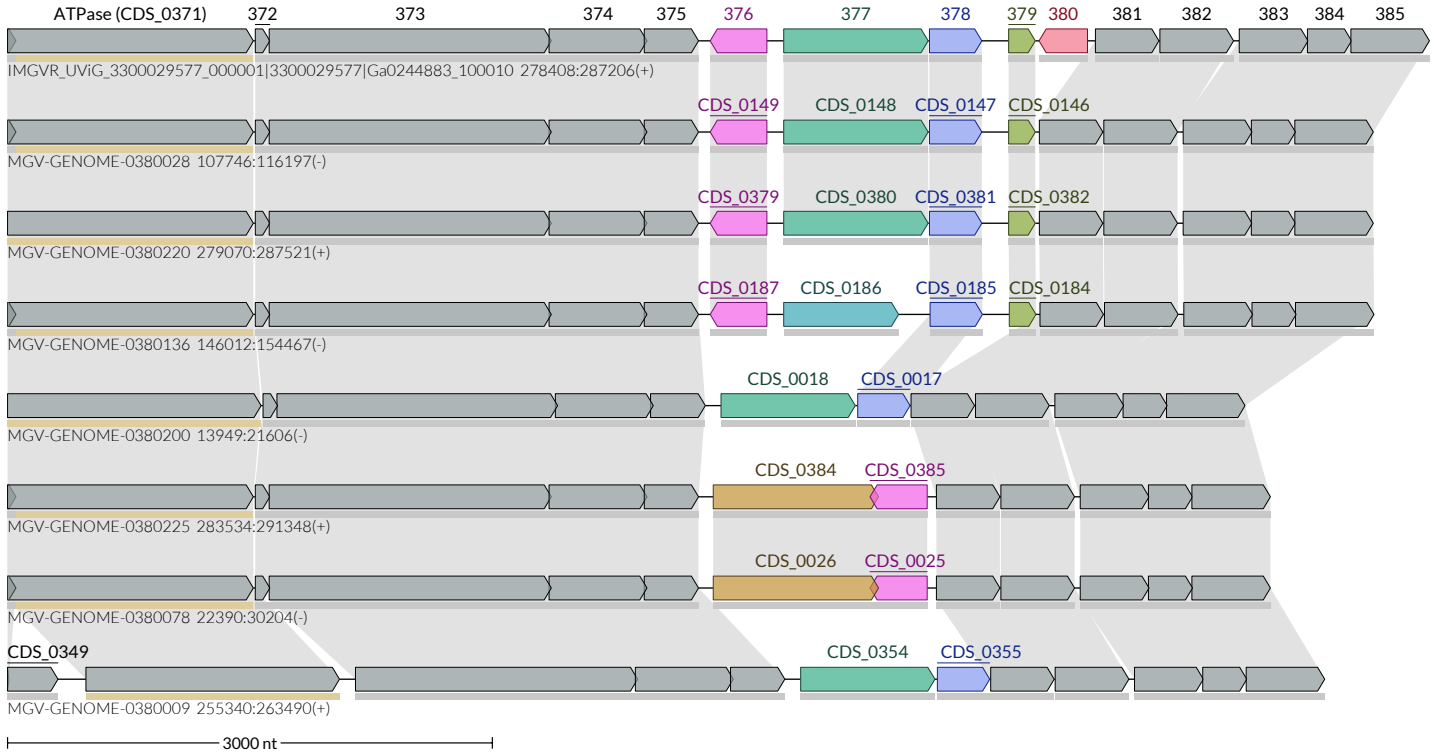 ATPase (CDS_0371) 372 373 374 375 376 377 378 379 380 381 382 383 384 385
IMGVR_UViG_3300029577_000001|3300029577|Ga0244883_100010 278408:287206(+)
CDS_0149 CDS_0148 CDS_0147 CDS_0146
MGV-GENOME-0380028 107746:116197(-)
CDS_0379 CDS_0380 CDS_0381 CDS_0382
MGV-GENOME-0380220 279070:287521(+)
CDS_0187 CDS_0186 CDS_0185 CDS_0184
MGV-GENOME-0380136 146012:154467(-)
CDS_0018 CDS_0017
MGV-GENOME-0380200 13949:21606(-)
CDS_0384 CDS_0385
MGV-GENOME-0380225 283534:291348(+)
CDS_0026 CDS_0025
MGV-GENOME-0380078 22390:30204(-)
CDS_0349 CDS_0354 CDS_0355
MGV-GENOME-0380009 255340:263490(+)
3000 nt